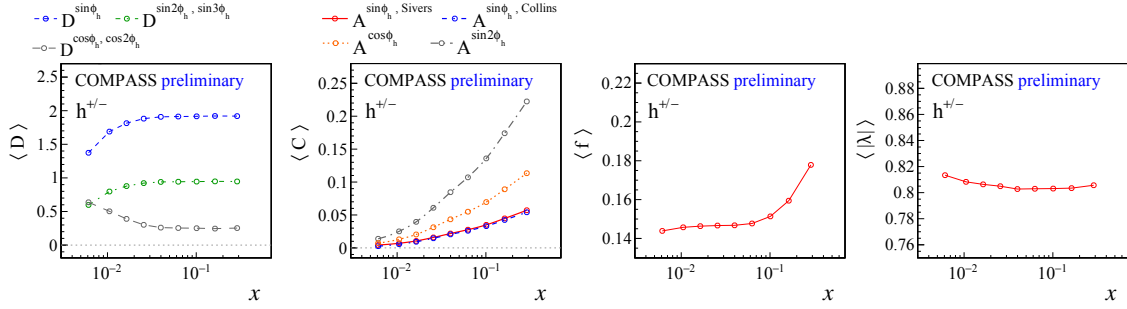 D^sinϕ_h D^sin2ϕ_h, sin3ϕ_h
D^cosϕ_h, cos2ϕ_h
COMPASS preliminary
h^+/−
⟨ D ⟩
2.5
2
1.5
1
0.5
0
10^−2 10^−1
x
A^sinϕ_h, Sivers A^sinϕ_h, Collins
A^cosϕ_h A^sin2ϕ_h
COMPASS preliminary
h^+/−
⟨ C ⟩
0.25
0.2
0.15
0.1
0.05
0
10^−2 10^−1
x
COMPASS preliminary
h^+/−
⟨ f ⟩
0.22
0.2
0.18
0.16
0.14
10^−2 10^−1
x
COMPASS preliminary
h^+/−
⟨ |λ| ⟩
0.88
0.86
0.84
0.82
0.8
0.78
0.76
10^−2 10^−1
x